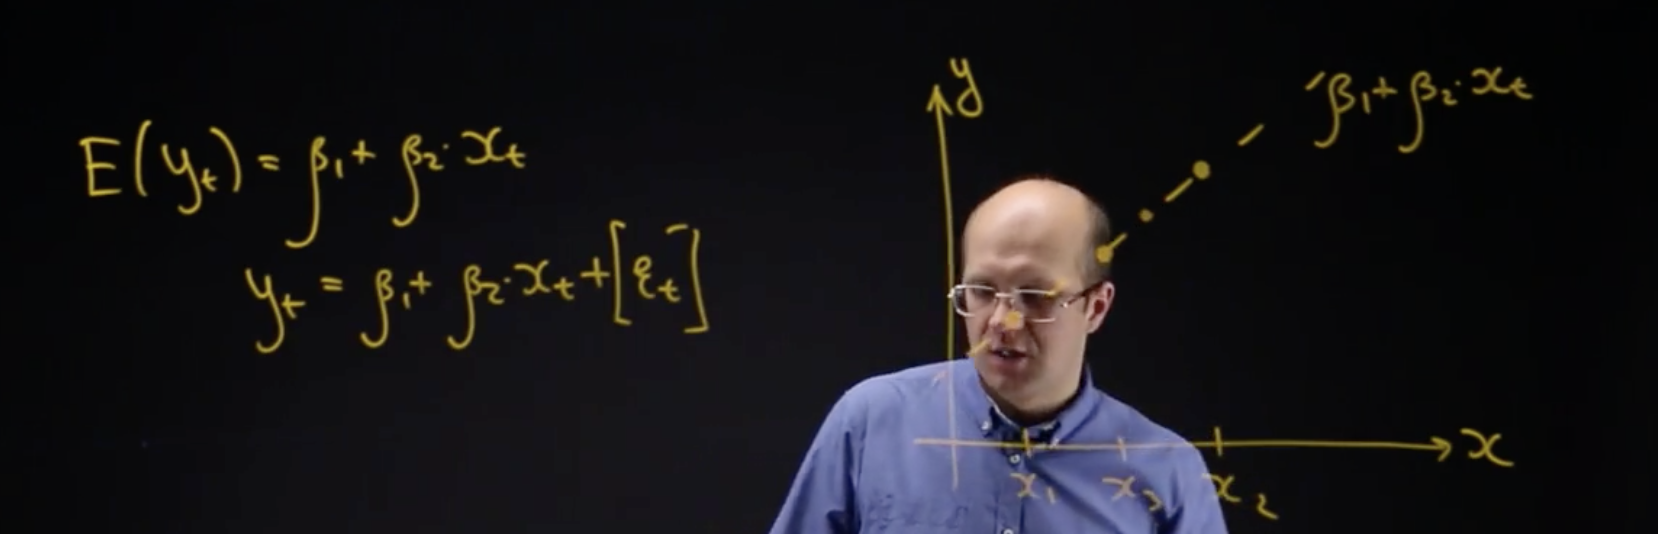 E(yₜ) = β₁ + β₂·xₜ
yₜ = β₁ + β₂·xₜ + [εₜ]
y
β₁ + β₂·xₜ
x
x₁ x₃ x₂